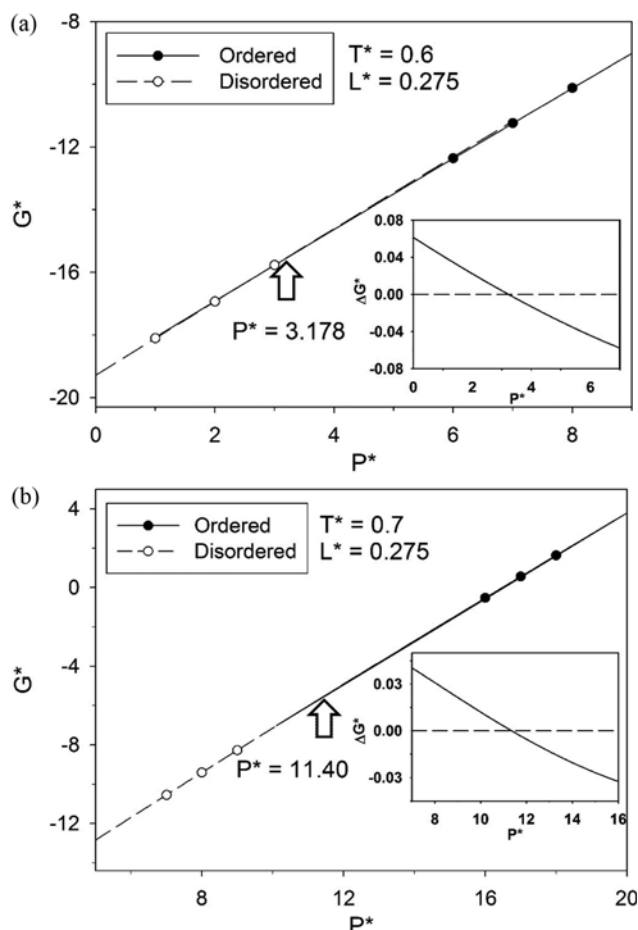 (a)
-8
-12
-16
-20
G*
Ordered
Disordered
T* = 0.6
L* = 0.275
P* = 3.178
0.08
0.04
0.00
-0.04
-0.08
ΔG*
0 2 4 6
P*
0 2 4 6 8
P*
(b)
4
0
-4
-8
-12
G*
Ordered
Disordered
T* = 0.7
L* = 0.275
P* = 11.40
0.03
0.00
-0.03
ΔG*
8 10 12 14 16
P*
8 12 16 20
P*